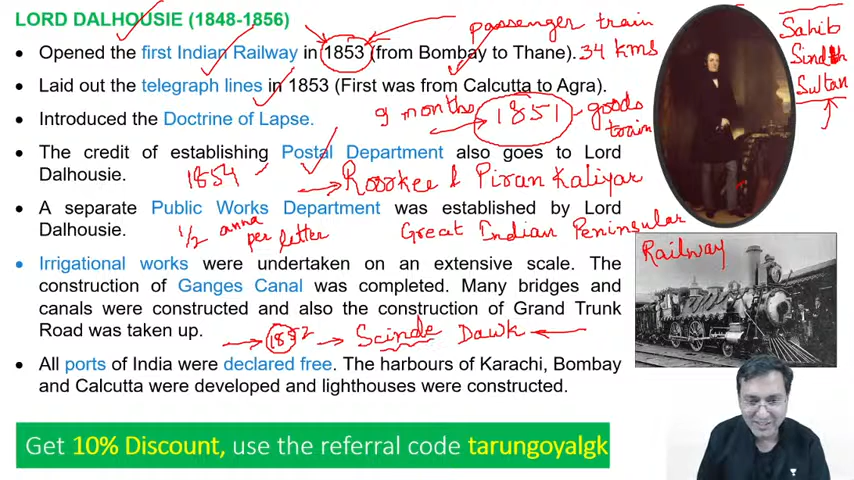 LORD DALHOUSIE (1848-1856)
passenger train
• Opened the first Indian Railway in 1853 (from Bombay to Thane). 34 kms
• Laid out the telegraph lines in 1853 (First was from Calcutta to Agra).
• Introduced the Doctrine of Lapse. 9 months 1851 goods train
• The credit of establishing Postal Department also goes to Lord
Dalhousie. 1854 Roorkee & Piran Kaliyar
• A separate Public Works Department was established by Lord
Dalhousie. 1/2 anna per letter Great Indian Peninsular Railway
• Irrigational works were undertaken on an extensive scale. The
construction of Ganges Canal was completed. Many bridges and
canals were constructed and also the construction of Grand Trunk
Road was taken up. 1852 Scinde Dawk
• All ports of India were declared free. The harbours of Karachi, Bombay
and Calcutta were developed and lighthouses were constructed.
Sahib
Sindh
Sultan
Get 10% Discount, use the referral code tarungoyalgk